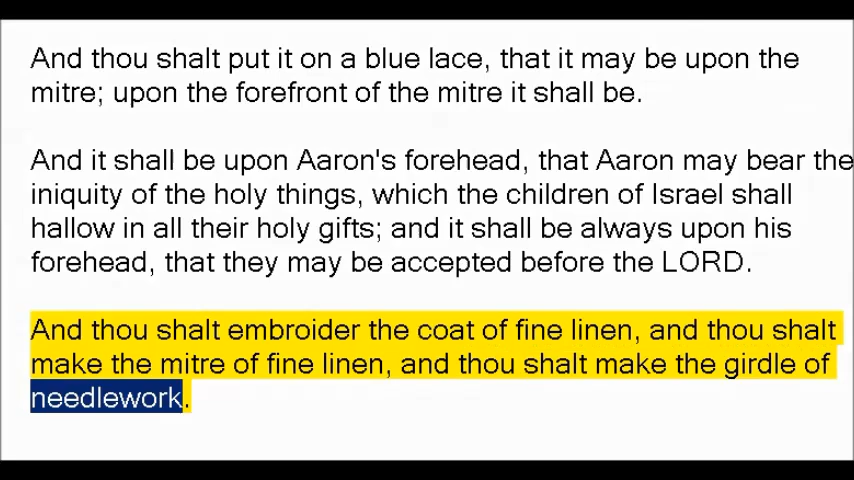 And thou shalt put it on a blue lace, that it may be upon the
mitre; upon the forefront of the mitre it shall be.
And it shall be upon Aaron's forehead, that Aaron may bear the
iniquity of the holy things, which the children of Israel shall
hallow in all their holy gifts; and it shall be always upon his
forehead, that they may be accepted before the LORD.
And thou shalt embroider the coat of fine linen, and thou shalt
make the mitre of fine linen, and thou shalt make the girdle of
needlework.